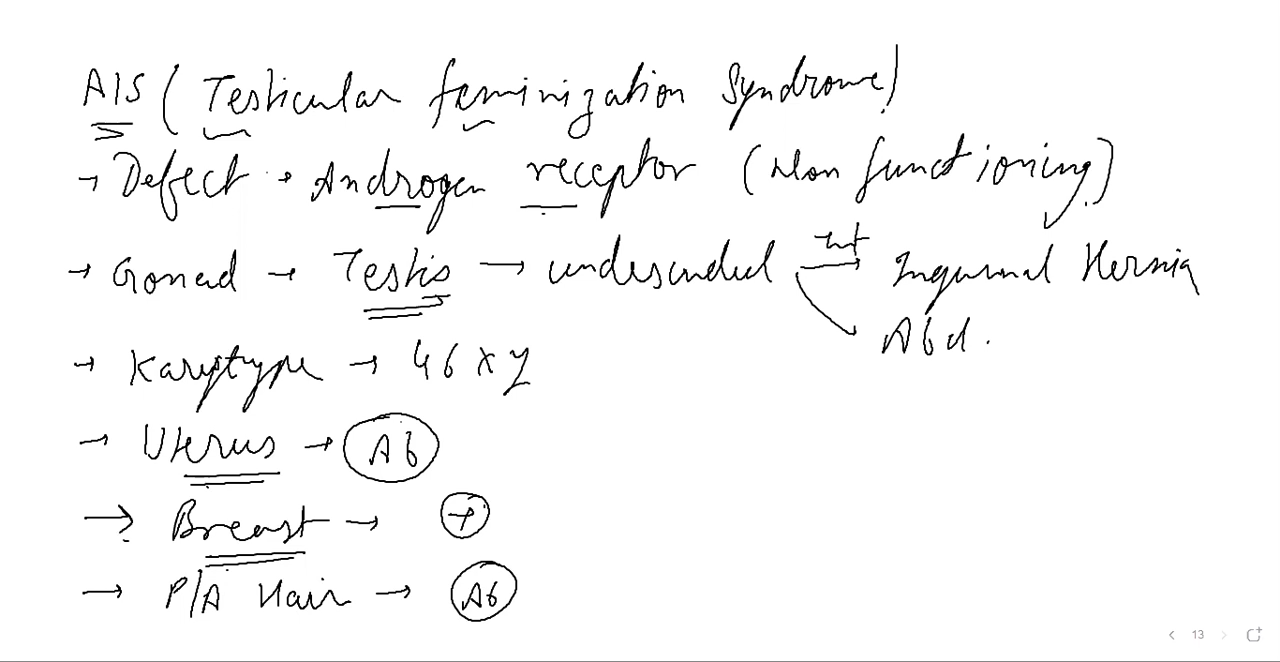 AIS (Testicular feminization Syndrome)
→ Defect → Androgen receptor (Non functioning)
→ Gonad → Testis → undescended → Inguinal Hernia
Abd.
→ Karyotype → 46 XY
→ Uterus → Ab
→ Breast → +
→ P/A Hair → Ab
13